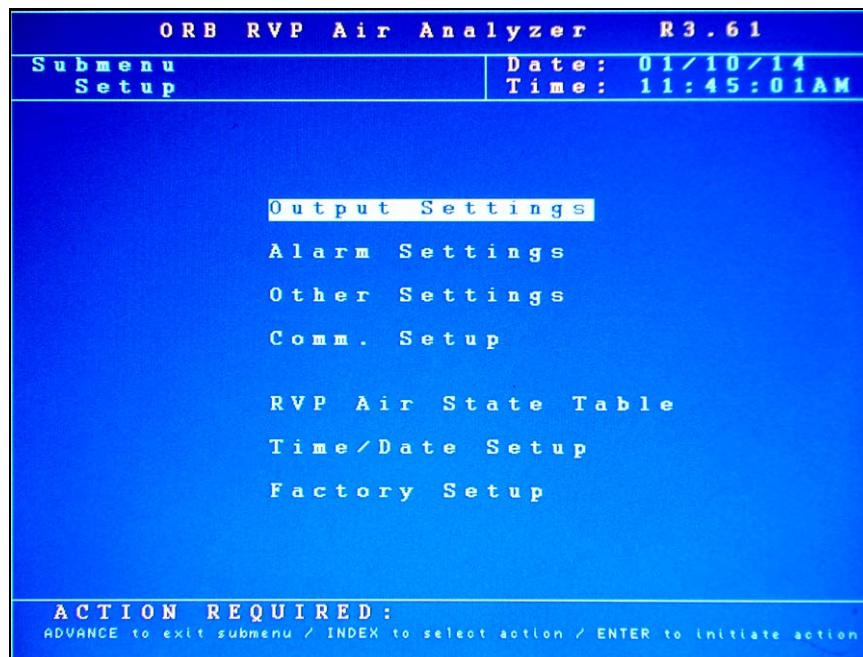 ORB RVP Air Analyzer R3.61
Submenu Date: 01/10/14
Setup Time: 11:45:01AM
Output Settings
Alarm Settings
Other Settings
Comm. Setup
RVP Air State Table
Time/Date Setup
Factory Setup
ACTION REQUIRED:
ADVANCE to exit submenu / INDEX to select action / ENTER to initiate action